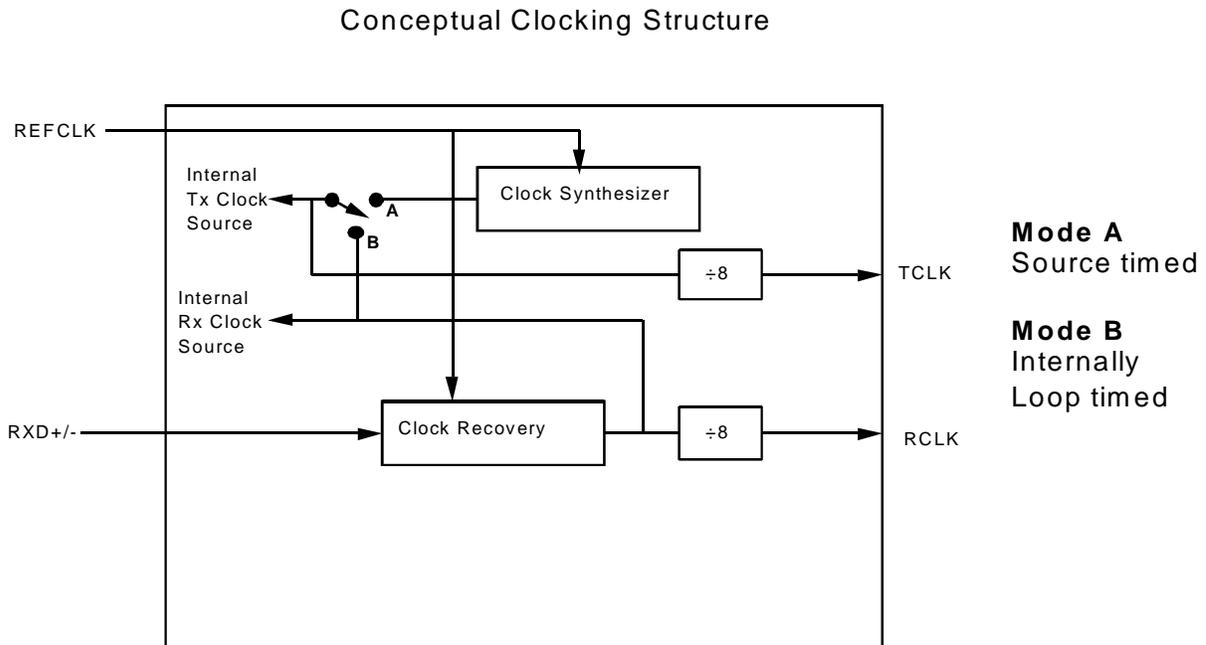 Conceptual Clocking Structure
REFCLK
Internal
Tx Clock
Source
A
B
Clock Synthesizer
÷8
TCLK
Internal
Rx Clock
Source
RXD+/-
Clock Recovery
÷8
RCLK
Mode A
Source timed
Mode B
Internally
Loop timed